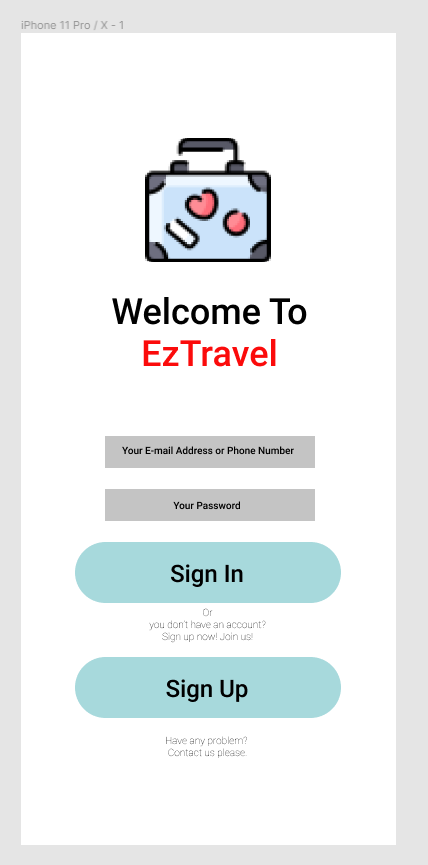 iPhone 11 Pro / X - 1
Welcome To
EzTravel
Your E-mail Address or Phone Number
Your Password
Sign In
Or
you don't have an account?
Sign up now! Join us!
Sign Up
Have any problem?
Contact us please.